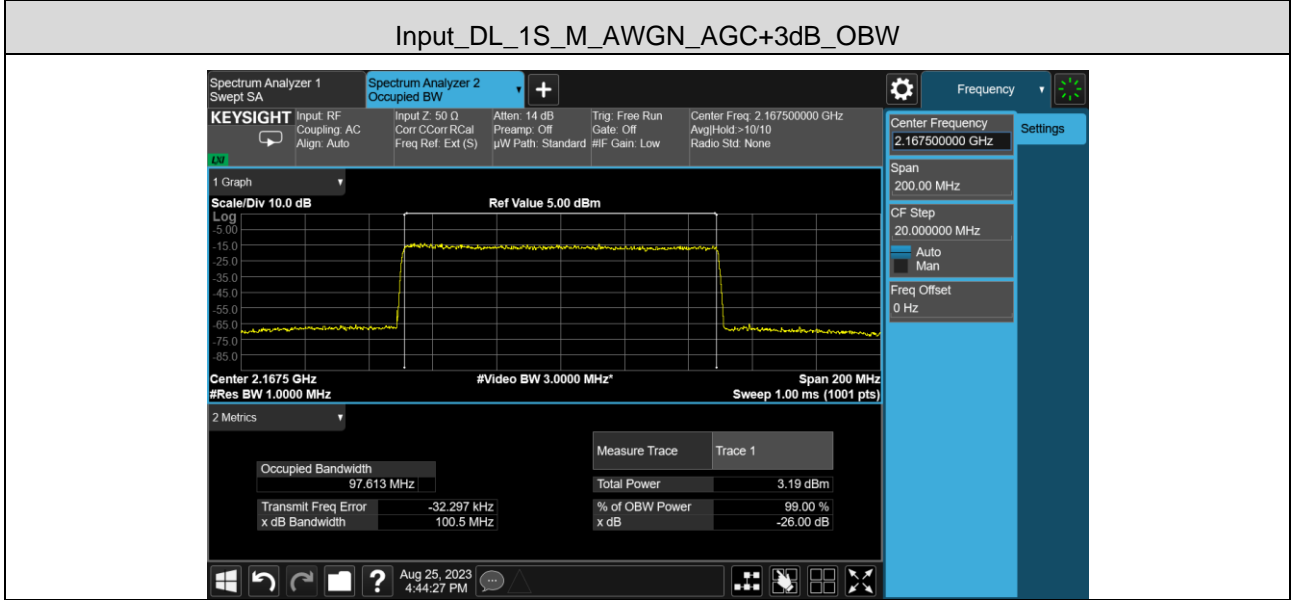 Input_DL_1S_M_AWGN_AGC+3dB_OBW
Spectrum Analyzer 1
Swept SA
Spectrum Analyzer 2
Occupied BW
+
Frequency
KEYSIGHT
LXI
Input: RF
Coupling: AC
Align: Auto
Input Z: 50 Ω
Corr CCorr RCal
Freq Ref: Ext (S)
Atten: 14 dB
Preamp: Off
µW Path: Standard
Trig: Free Run
Gate: Off
#IF Gain: Low
Center Freq: 2.167500000 GHz
Avg|Hold:>10/10
Radio Std: None
Center Frequency
2.167500000 GHz
Settings
Span
200.00 MHz
CF Step
20.000000 MHz
Auto
Man
Freq Offset
0 Hz
1 Graph
Scale/Div 10.0 dB
Ref Value 5.00 dBm
Log
-5.00
-15.0
-25.0
-35.0
-45.0
-55.0
-65.0
-75.0
-85.0
Center 2.1675 GHz
#Video BW 3.0000 MHz*
Span 200 MHz
#Res BW 1.0000 MHz
Sweep 1.00 ms (1001 pts)
2 Metrics
Measure Trace Trace 1
Occupied Bandwidth
97.613 MHz
Total Power 3.19 dBm
Transmit Freq Error -32.297 kHz
% of OBW Power 99.00 %
x dB Bandwidth 100.5 MHz
x dB -26.00 dB
?
Aug 25, 2023
4:44:27 PM